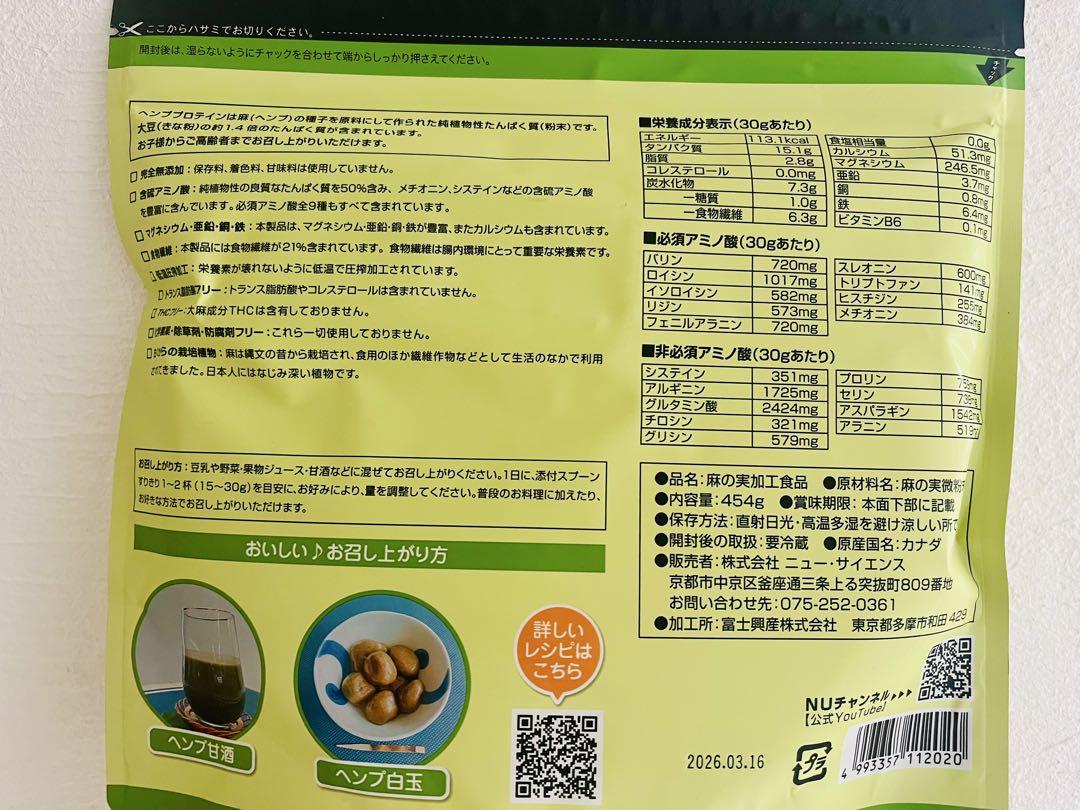 ここからハサミでお切りください。
開封後は、湿らないようにチャックを合わせて端からしっかり押さえてください。
チャック
ヘンププロテインは麻(ヘンプ)の種子を原料にして作られた純植物性たんぱく質(粉末)です。
大豆(きな粉)の約1.4倍のたんぱく質が含まれています。
お子様からご高齢者までお召し上がりいただけます。
□完全無添加：保存料、着色料、甘味料は使用していません。
□含硫アミノ酸：純植物性の良質なたんぱく質を50%含み、メチオニン、システインなどの含硫アミノ酸
を豊富に含んでいます。必須アミノ酸全9種もすべて含まれています。
□マグネシウム・亜鉛・銅・鉄：本製品は、マグネシウム・亜鉛・銅・鉄が豊富、またカルシウムも含まれています。
□食物繊維：本製品には食物繊維が21%含まれています。食物繊維は腸内環境にとって重要な栄養素です。
□低温圧搾加工：栄養素が壊れないように低温で圧搾加工されています。
□トランス脂肪酸フリー：トランス脂肪酸やコレステロールは含まれていません。
□THCフリー：大麻成分THCは含有しておりません。
□ 除草剤・防腐剤フリー：これら一切使用しておりません。
□ らの栽培植物：麻は縄文の昔から栽培され、食用のほか繊維作物などとして生活のなかで利用
されてきました。日本人にはなじみ深い植物です。
お召し上がり方：豆乳や野菜・果物ジュース・甘酒などに混ぜてお召し上がりください。1日に、添付スプーン
すりきり1～2杯(15～30g)を目安に、お好みにより、量を調整してください。普段のお料理に加えたり、
お好きな方法でお召し上がりいただけます。
おいしい♪お召し上がり方
ヘンプ甘酒
ヘンプ白玉
詳しい
レシピは
こちら
■栄養成分表示(30gあたり)
エネルギー 113.1kcal
タンパク質 15.1g
脂質 2.8g
コレステロール 0.0mg
炭水化物 7.3g
―糖質 1.0g
―食物繊維 6.3g
食塩相当量 0.0g
カルシウム 51.3mg
マグネシウム 246.5mg
亜鉛 3.7mg
銅 0.8mg
鉄 6.4mg
ビタミンB6 0.1mg
■必須アミノ酸(30gあたり)
バリン 720mg
ロイシン 1017mg
イソロイシン 582mg
リジン 573mg
フェニルアラニン 720mg
スレオニン 600mg
トリプトファン 141mg
ヒスチジン 255mg
メチオニン 384mg
■非必須アミノ酸(30gあたり)
システイン 351mg
アルギニン 1725mg
グルタミン酸 2424mg
チロシン 321mg
グリシン 579mg
プロリン
セリン
アスパラギン 1542mg
アラニン 519mg
●品名：麻の実加工食品 ●原材料名：麻の実微粉末
●内容量：454g ●賞味期限：本面下部に記載
●保存方法：直射日光・高温多湿を避け涼しい所で
●開封後の取扱：要冷蔵 ●原産国名：カナダ
●販売者：株式会社 ニュー・サイエンス
京都市中京区釜座通三条上る突抜町809番地
お問い合わせ先：075-252-0361
●加工所：富士興産株式会社 東京都多摩市和田 429
NUチャンネル▸▸▸
【公式YouTube】
2026.03.16
プラ
4 993357 112020